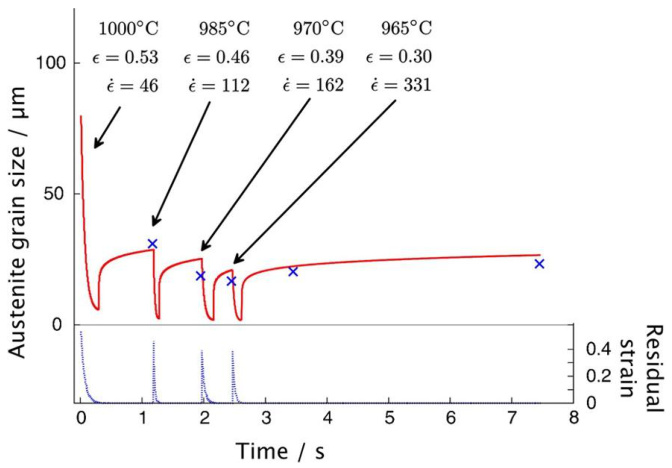 1000°C 985°C 970°C 965°C
ϵ = 0.53 ϵ = 0.46 ϵ = 0.39 ϵ = 0.30
ϵ̇ = 46 ϵ̇ = 112 ϵ̇ = 162 ϵ̇ = 331
Austenite grain size / μm
100
50
0
Residual
strain
0.4
0.2
0
0 1 2 3 4 5 6 7 8
Time / s